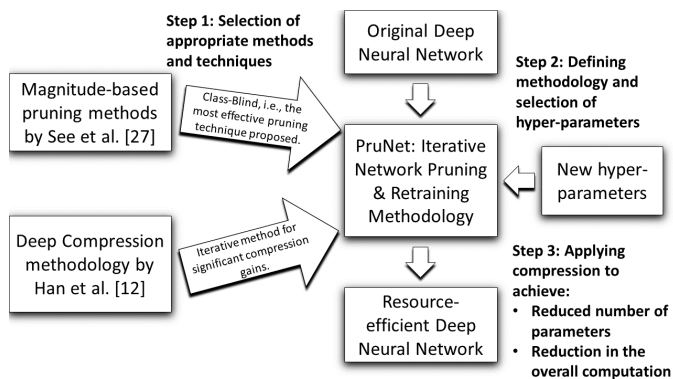 Step 1: Selection of
appropriate methods
and techniques
Original Deep
Neural Network
Step 2: Defining
methodology and
selection of
hyper-parameters
Magnitude-based
pruning methods
by See et al. [27]
Class-Blind, i.e., the
most effective pruning
technique proposed.
PruNet: Iterative
Network Pruning
& Retraining
Methodology
New hyper-
parameters
Deep Compression
methodology by
Han et al. [12]
Iterative method for
significant compression
gains.
Step 3: Applying
compression to
achieve:
• Reduced number of
parameters
• Reduction in the
overall computation
Resource-
efficient Deep
Neural Network